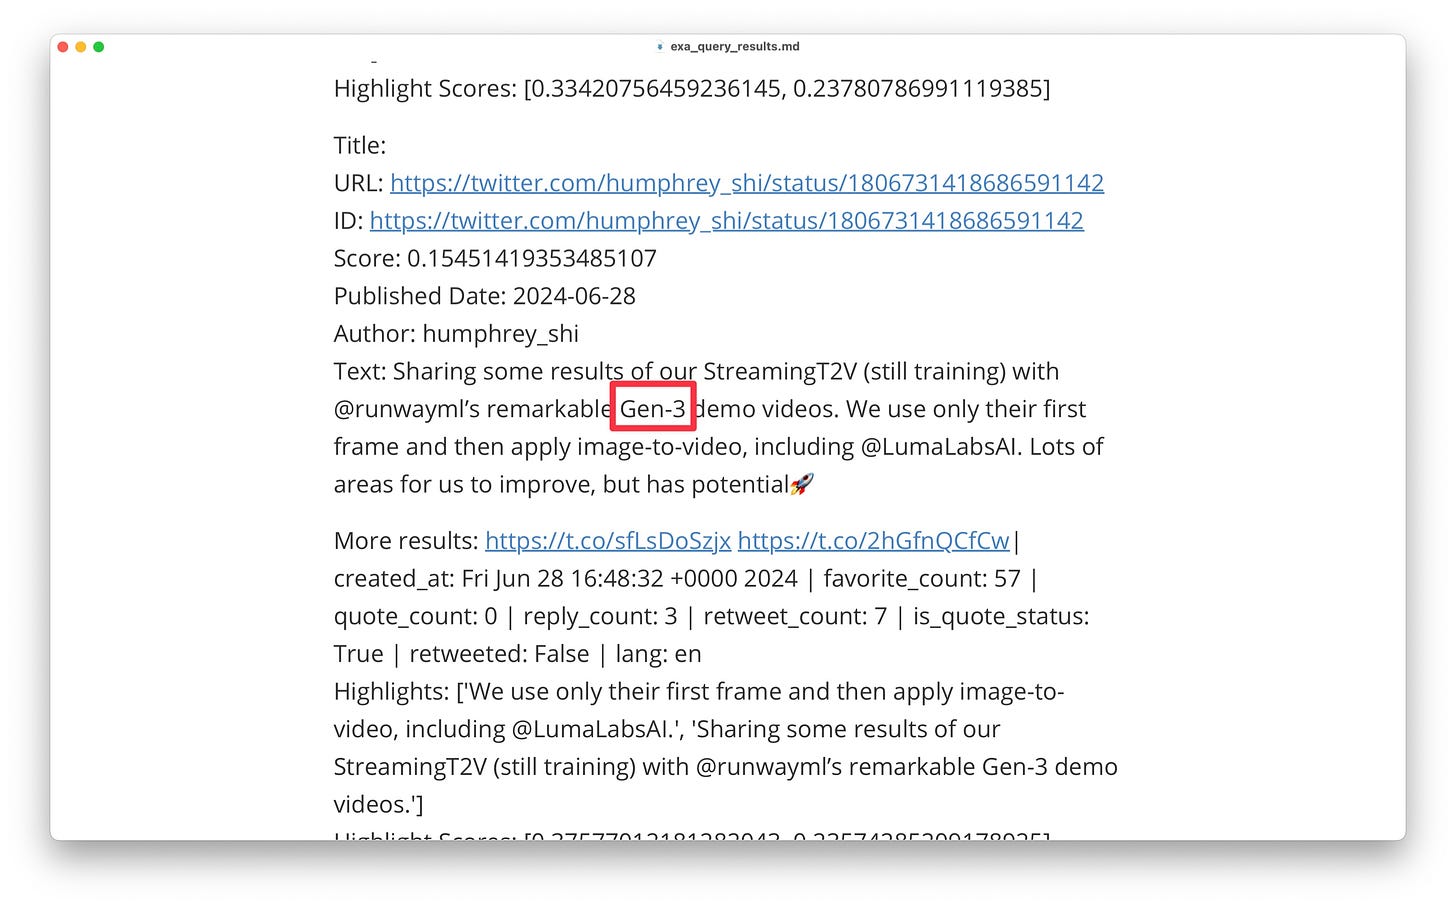 exa_query_results.md
Highlight Scores: [0.33420756459236145, 0.23780786991119385]
Title:
URL: https://twitter.com/humphrey_shi/status/1806731418686591142
ID: https://twitter.com/humphrey_shi/status/1806731418686591142
Score: 0.15451419353485107
Published Date: 2024-06-28
Author: humphrey_shi
Text: Sharing some results of our StreamingT2V (still training) with
@runwayml’s remarkable Gen-3 demo videos. We use only their first
frame and then apply image-to-video, including @LumaLabsAI. Lots of
areas for us to improve, but has potential🚀
More results: https://t.co/sfLsDoSzjx https://t.co/2hGfnQCfCw|
created_at: Fri Jun 28 16:48:32 +0000 2024 | favorite_count: 57 |
quote_count: 0 | reply_count: 3 | retweet_count: 7 | is_quote_status:
True | retweeted: False | lang: en
Highlights: ['We use only their first frame and then apply image-to-
video, including @LumaLabsAI.', 'Sharing some results of our
StreamingT2V (still training) with @runwayml’s remarkable Gen-3 demo
videos.']
Highlight Scores: